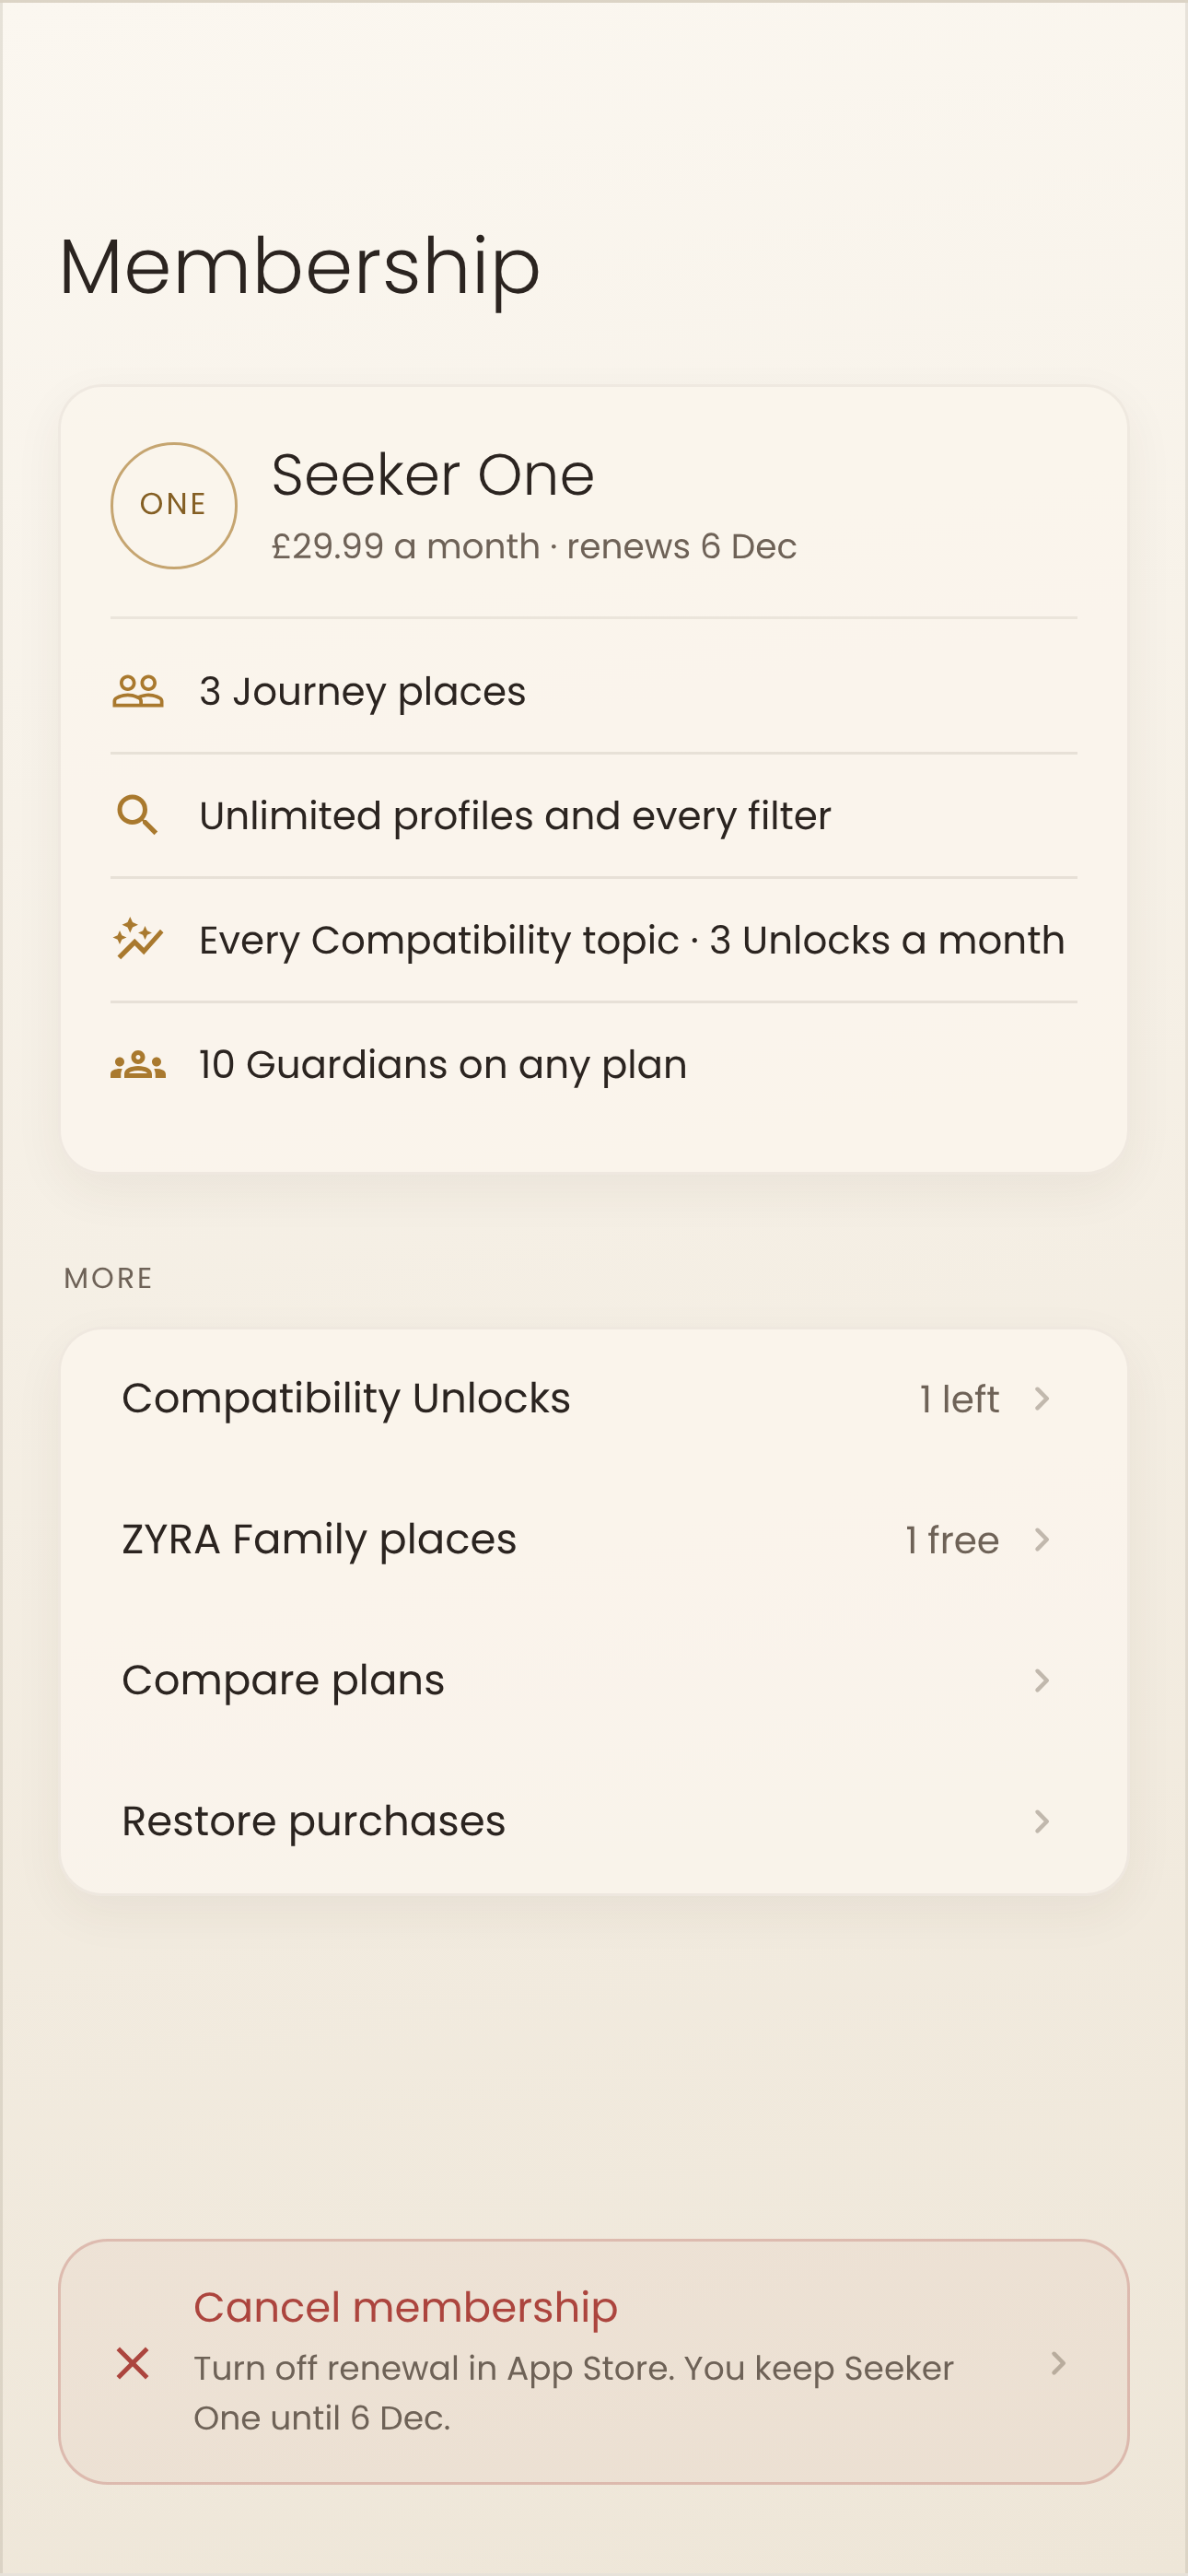 Membership
ONE
Seeker One
£29.99 a month · renews 6 Dec
3 Journey places
Unlimited profiles and every filter
Every Compatibility topic · 3 Unlocks a month
10 Guardians on any plan
MORE
Compatibility Unlocks 1 left
ZYRA Family places 1 free
Compare plans
Restore purchases
Cancel membership
Turn off renewal in App Store. You keep Seeker
One until 6 Dec.